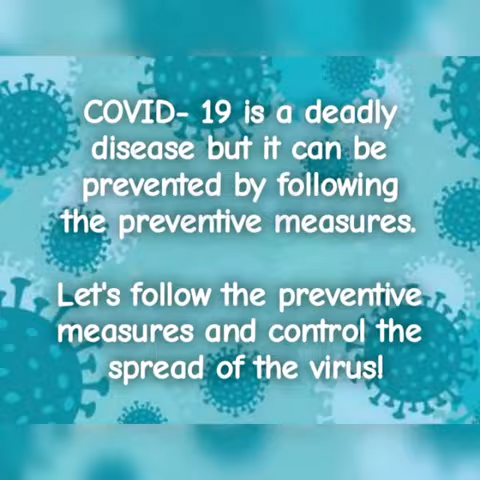 COVID- 19 is a deadly
disease but it can be
prevented by following
the preventive measures.
Let's follow the preventive
measures and control the
spread of the virus!